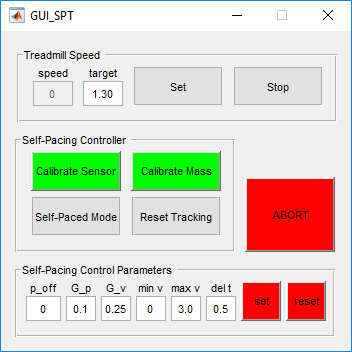 GUI_SPT
Treadmill Speed
speed target
0 1.30 Set Stop
Self-Pacing Controller
Calibrate Sensor Calibrate Mass
Self-Paced Mode Reset Tracking
ABORT
Self-Pacing Control Parameters
p_off G_p G_v min v max v del t
0 0.1 0.25 0 3.0 0.5 set reset